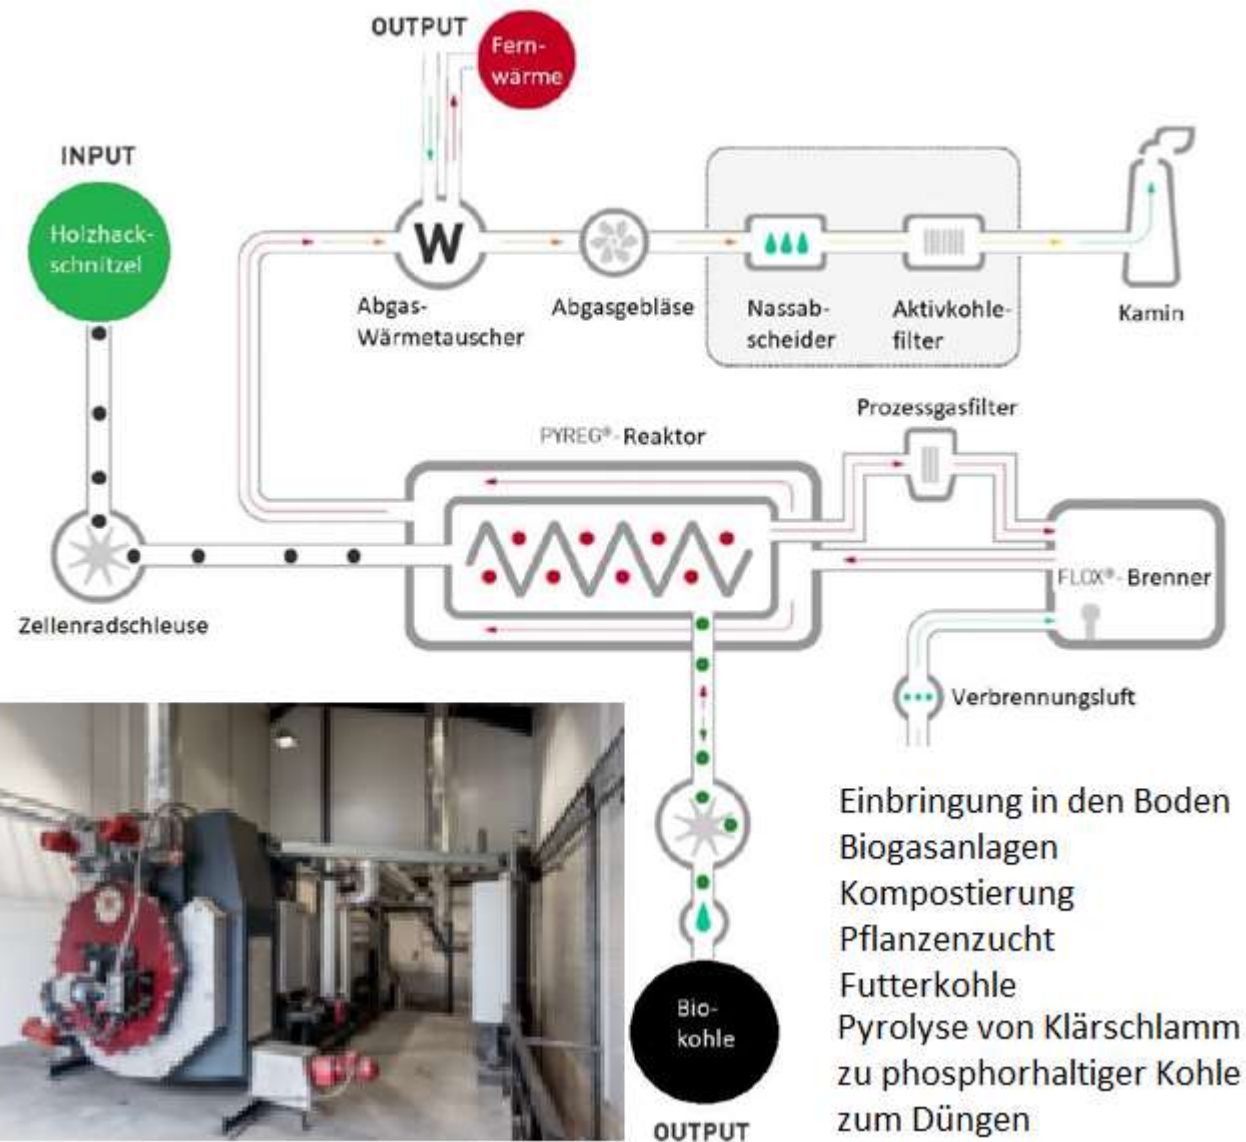 OUTPUT
Fern-
wärme
INPUT
Holzhack-
schnitzel
W
Abgas-
Wärmetauscher
Abgasgebläse
Nassab-
scheider
Aktivkohle-
filter
Kamin
Prozessgasfilter
PYREG®-Reaktor
FLOX®-Brenner
Zellenradschleuse
Verbrennungsluft
Einbringung in den Boden
Biogasanlagen
Kompostierung
Pflanzenzucht
Futterkohle
Pyrolyse von Klärschlamm
zu phosphorhaltiger Kohle
zum Düngen
Bio-
kohle
OUTPUT